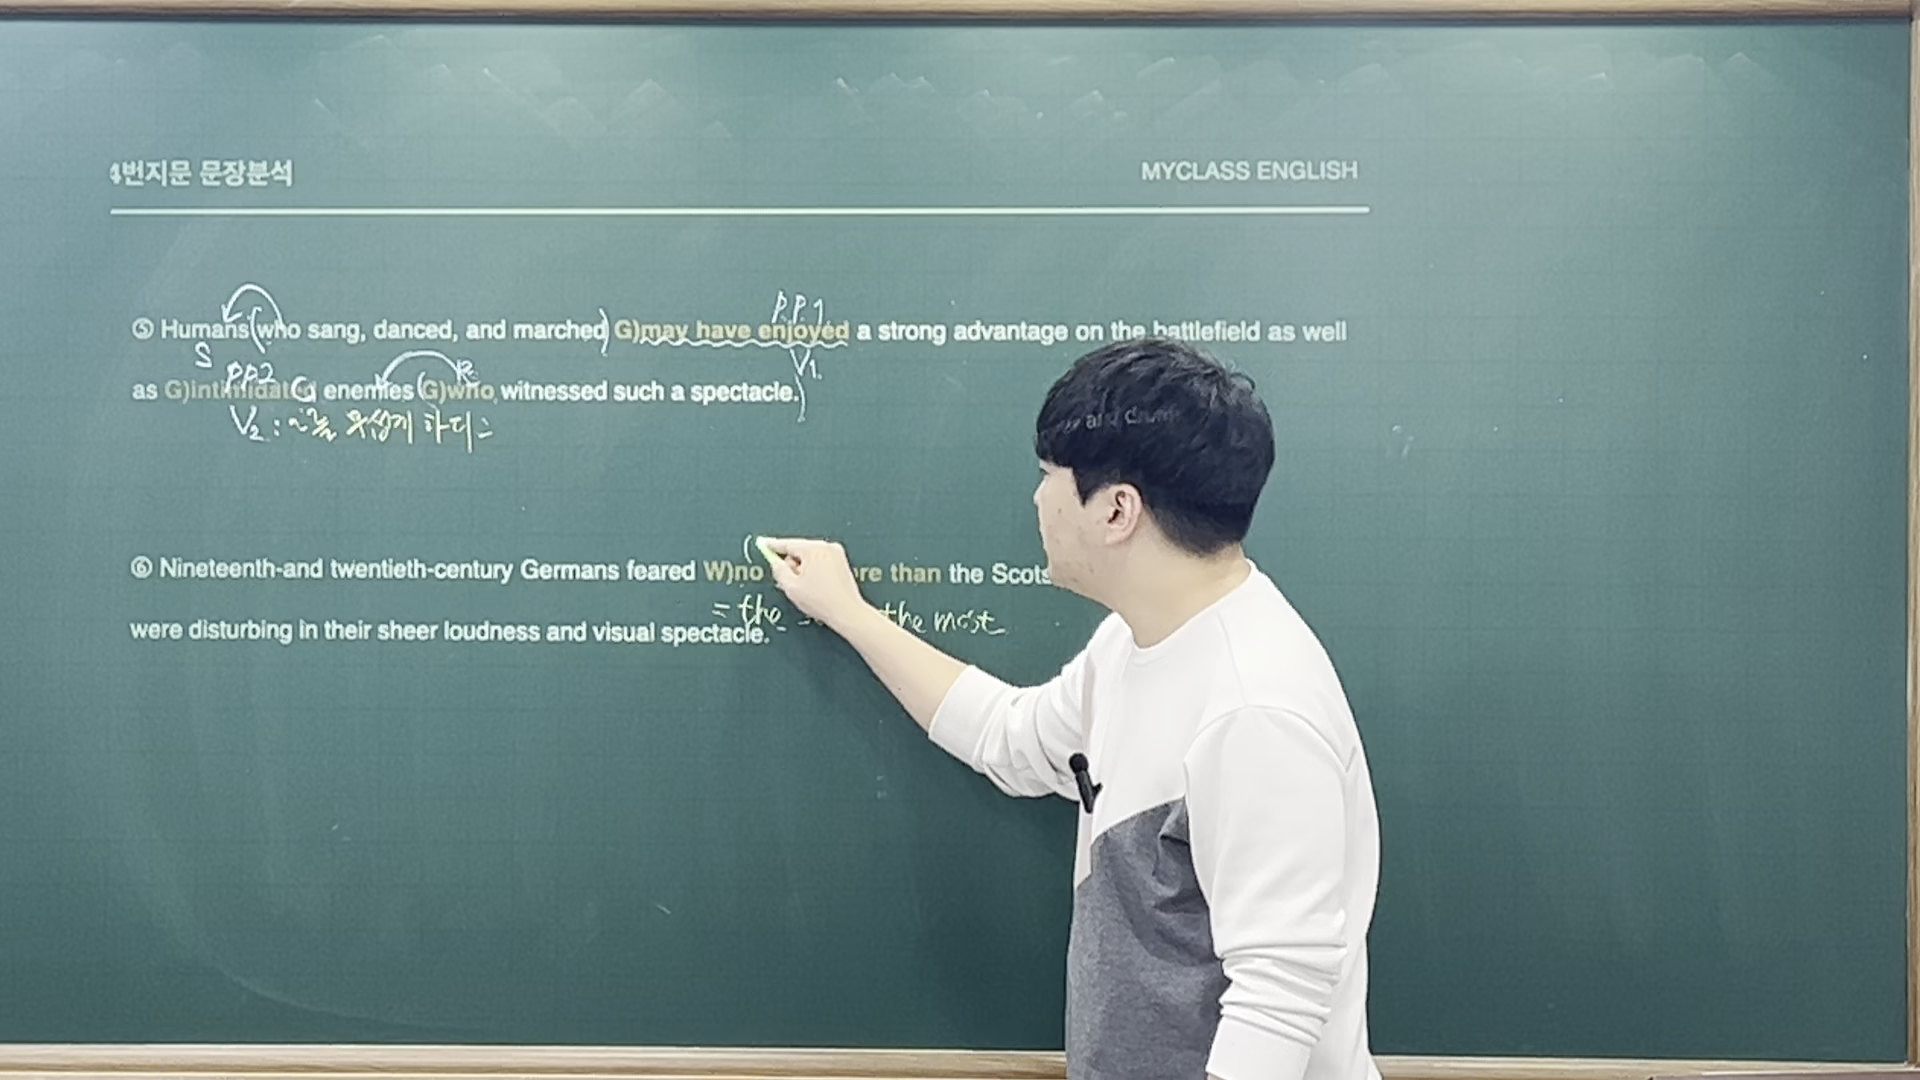 4번지문 문장분석 MYCLASS ENGLISH
P.P.1
⑤ Humans (who sang, danced, and marched) G)may have enjoyed a strong advantage on the battlefield as well
S V1.
P.P.2
as G)intimidated enemies (G)who witnessed such a spectacle.)
V2 : ~를 무섭게 하다
⑥ Nineteenth-and twentieth-century Germans feared W)no than the Scots
= the the most
were disturbing in their sheer loudness and visual spectacle.